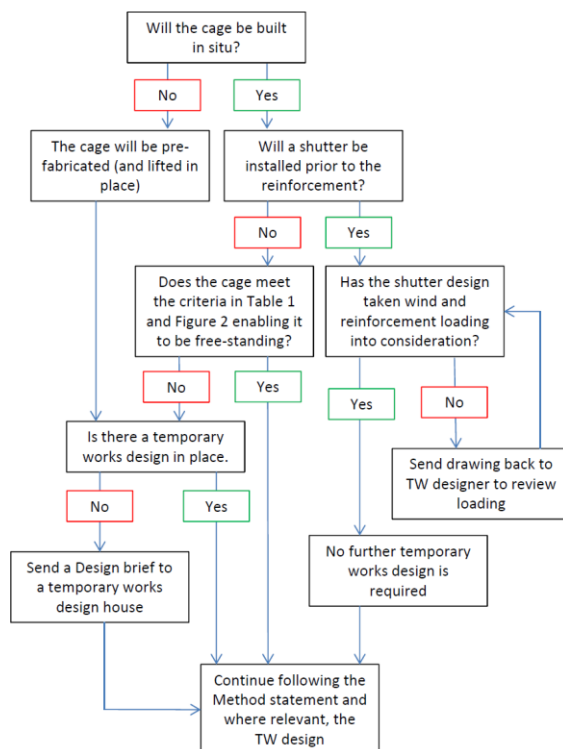 Will the cage be built
in situ?
No
Yes
The cage will be pre-
fabricated (and lifted in
place)
Will a shutter be
installed prior to the
reinforcement?
No
Yes
Does the cage meet
the criteria in Table 1
and Figure 2 enabling it
to be free-standing?
Has the shutter design
taken wind and
reinforcement loading
into consideration?
No
Yes
Yes
No
Is there a temporary
works design in place.
Send drawing back to
TW designer to review
loading
No
Yes
Send a Design brief to
a temporary works
design house
No further temporary
works design is
required
Continue following the
Method statement and
where relevant, the
TW design